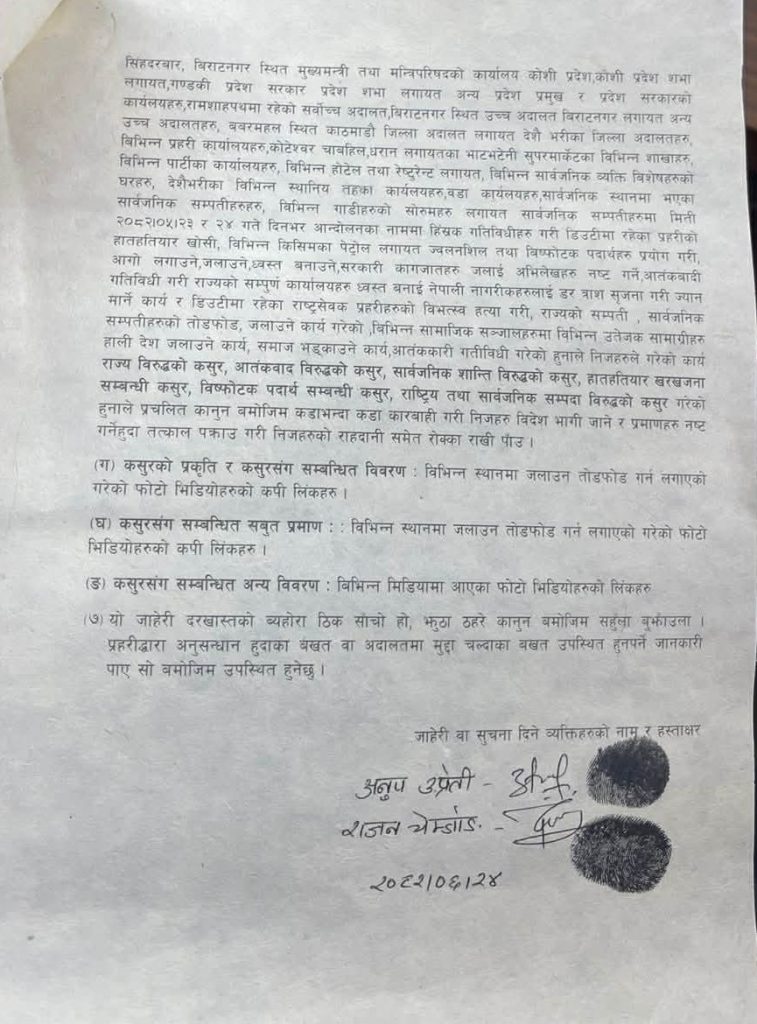 सिंहदरबार, बिराटनगर स्थित मुख्यमन्त्री तथा मन्त्रिपरिषदको कार्यालय कोशी प्रदेश,कोशी प्रदेश शभा
लगायत,गण्डकी प्रदेश सरकार प्रदेश शभा लगायत अन्य प्रदेश प्रमुख र प्रदेश सरकारको
कार्यलयहरु,रामशाहपथमा रहेको सर्वोच्च अदालत,बिराटनगर स्थित उच्च अदालत बिराटनगर लगायत अन्य
उच्च अदालतहरु, बबरमहल स्थित काठमाडौ जिल्ला अदालत लगायत देशै भरीका जिल्ला अदालतहरु,
बिभिन्न प्रहरी कार्यालयहरु,कोटेश्वर चाबहिल,धरान लगायतका भाटभटेनी सुपरमार्केटका बिभिन्न शाखाहरु,
बिभिन्न पार्टीका कार्यालयहरु, विभिन्न होटेल तथा रेष्टुरेन्ट लगायत, विभिन्न सार्वजनिक व्यक्ति बिशेषहरुको
घरहरु, देशैभरीका विभिन्न स्थानिय तहका कार्यलयहरु,वडा कार्यलयहरु,सार्वजनिक स्थानमा भएका
सार्वजनिक सम्पतीहरुहरु, विभिन्न गाडीहरुको सोरुमहरु लगायत सार्वजनिक सम्पतीहरुमा मिती
२०८२।०५।२३ र २४ गते दिनभर आन्दोलनका नाममा हिंश्रक गतिविधीहरु गरी डिउटीमा रहेका प्रहरीको
हातहतियार खोसी, विभिन्न किसिमका पेट्रोल लगायत ज्वलनशिल तथा बिष्फोटक पदार्थहरु प्रयोग गरी,
आगो लगाउने,जलाउने,ध्वस्त बनाउने,सरकारी कागजातहरु जलाई अभिलेखहरु नष्ट गर्ने,आतंकबादी
गतिविधी गरी राज्यको सम्पुर्ण कार्यालयहरु ध्वस्त बनाई नेपाली नागरीकहरुलाई डर त्राश सृजना गरी ज्यान
मार्ने कार्य र डिउटीमा रहेका राष्ट्रसेवक प्रहरीहरुको विभत्स्व हत्या गरी, राज्यको सम्पती , सार्वजनिक
सम्पतीहरुको तोडफोड, जलाउने कार्य गरेको ,विभिन्न सामाजिक सञ्जालहरुमा विभिन्न उतेजक सामाग्रीहरु
हाली देश जलाउने कार्य, समाज भड्काउने कार्य,आतंककारी गतीविधी गरेको हुनाले निजहरुले गरेको कार्य
राज्य विरुद्धको कसुर, आतंकवाद विरुद्धको कसुर, सार्वजनिक शान्ति विरुद्धको कसुर, हातहतियार खरखजना
सम्बन्धी कसुर, विष्फोटक पदार्थ सम्बन्धी कसुर, राष्ट्रिय तथा सार्वजनिक सम्पदा विरुद्धको कसुर गरेको
हुनाले प्रचलित कानुन बमोजिम कडाभन्दा कडा कारबाही गरी निजहरु विदेश भागी जाने र प्रमाणहरु नष्ट
गर्नेहुदा तत्काल पक्राउ गरी निजहरुको राहदानी समेत रोक्का राखी पाउ ।
(ग) कसुरको प्रकृति र कसुरसंग सम्बन्धित विवरण : विभिन्न स्थानमा जलाउन तोडफोड गर्न लगाएको
गरेको फोटो भिडियोहरुको कपी लिंकहरु ।
(घ) कसुरसंग सम्बन्धित सबुत प्रमाण : : विभिन्न स्थानमा जलाउन तोडफोड गर्न लगाएको गरेको फोटो
भिडियोहरुको कपी लिंकहरु ।
(ङ) कसुरसंग सम्बन्धित अन्य विवरण : बिभिन्न मिडियामा आएका फोटो भिडियोहरुको लिंकहरु
(७) यो जाहेरी दरखास्तको ब्यहोरा ठिक साँचो हो, झुठा ठहरे कानुन बमोजिम सहुँला बुझाउला ।
प्रहरीद्धारा अनुसन्धान हुदाका बखत वा अदालतमा मुद्दा चल्दाका बखत उपस्थित हुनपर्ने जानकारी
पाए सो बमोजिम उपस्थित हुनेछु ।
जाहेरी वा सुचना दिने व्यक्तिहरुको नाम र हस्ताक्षर
अनुप उप्रेती -
राजन -
२०८२।०६।२४